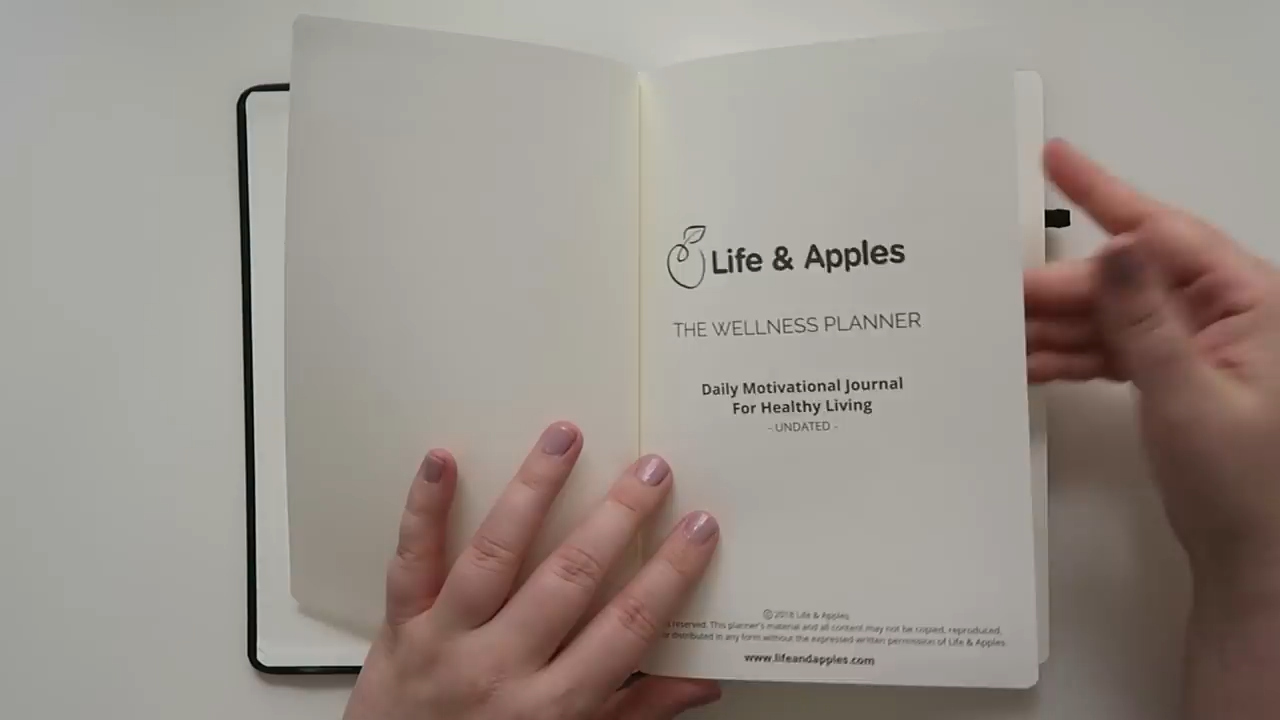 Life & Apples
THE WELLNESS PLANNER
Daily Motivational Journal
For Healthy Living
- UNDATED -
© 2018 Life & Apples
reserved. This planner's material and all content may not be copied, reproduced,
or distributed in any form without the expressed written permission of Life & Apples
www.lifeandapples.com